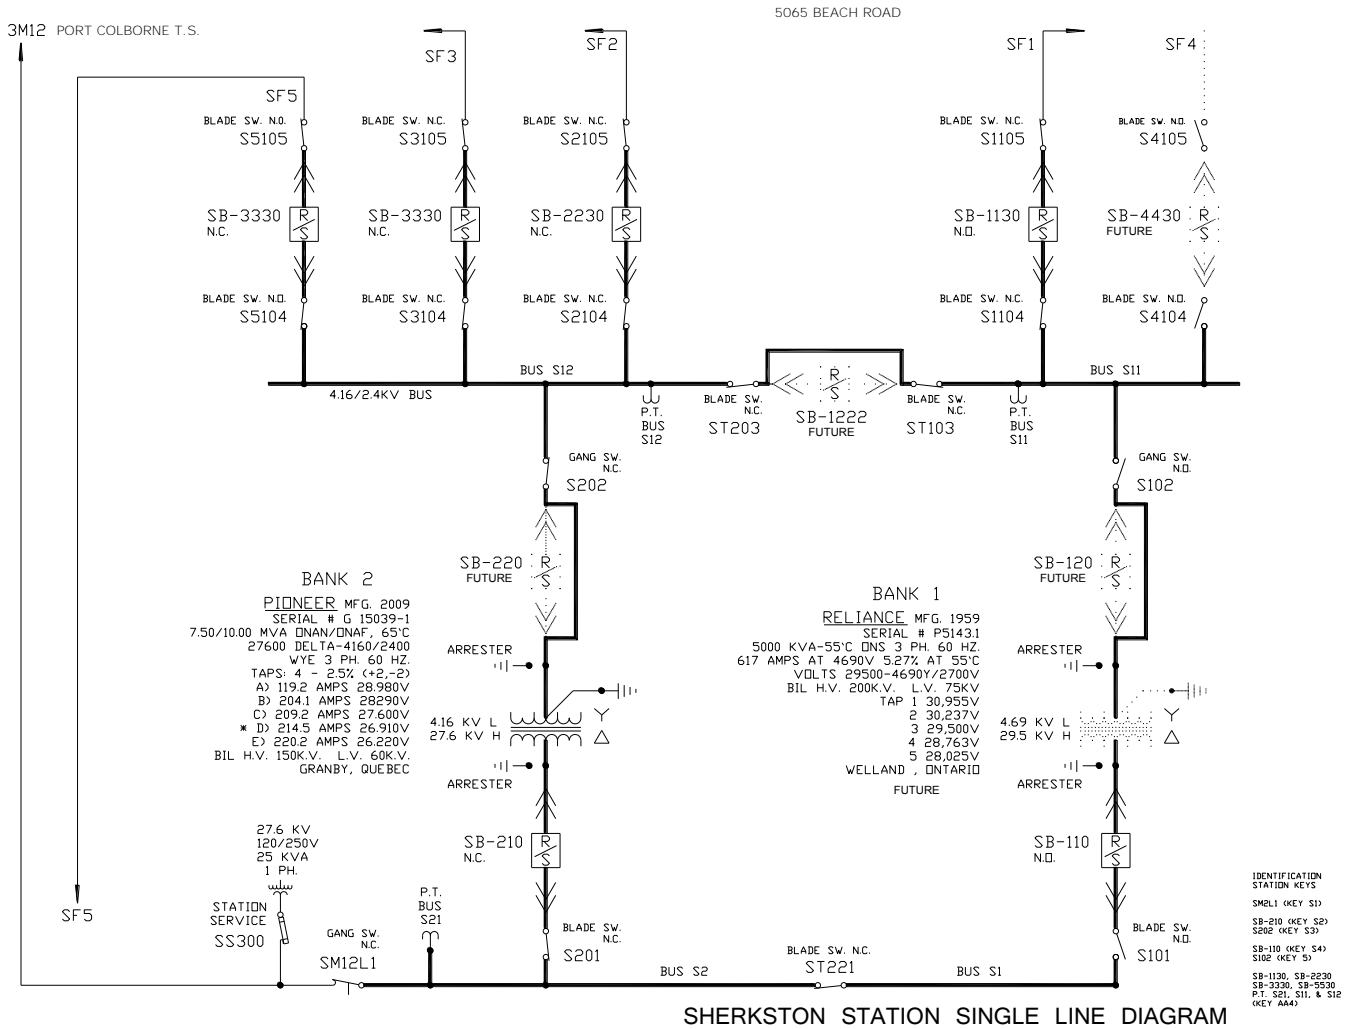 5065 BEACH ROAD
3M12 PORT COLBORNE T.S.
SF3
SF2
SF1
SF4
SF5
BLADE SW. N.O.
S5105
BLADE SW. N.C.
S3105
BLADE SW. N.C.
S2105
BLADE SW. N.C.
S1105
BLADE SW. N.O.
S4105
SB-3330
N.C.
R/S
SB-3330
N.C.
R/S
SB-2230
N.C.
R/S
SB-1130
N.O.
R/S
SB-4430
FUTURE
R/S
BLADE SW. N.O.
S5104
BLADE SW. N.C.
S3104
BLADE SW. N.C.
S2104
BLADE SW. N.C.
S1104
BLADE SW. N.O.
S4104
BUS S12
BUS S11
4.16/2.4KV BUS
P.T.
BUS
S12
BLADE SW.
N.C.
ST203
R/S
SB-1222
FUTURE
BLADE SW.
N.C.
ST103
P.T.
BUS
S11
GANG SW.
N.C.
S202
GANG SW.
N.O.
S102
SB-220
FUTURE
R/S
SB-120
FUTURE
R/S
BANK 2
PIONEER MFG. 2009
SERIAL # G 15039-1
7.50/10.00 MVA ONAN/ONAF, 65°C
27600 DELTA-4160/2400
WYE 3 PH. 60 HZ.
TAPS: 4 - 2.5% (+2,-2)
A) 119.2 AMPS 28.980V
B) 204.1 AMPS 28290V
C) 209.2 AMPS 27.600V
* D) 214.5 AMPS 26.910V
E) 220.2 AMPS 26.220V
BIL H.V. 150K.V. L.V. 60K.V.
GRANBY, QUEBEC
ARRESTER
4.16 KV L
27.6 KV H
ARRESTER
BANK 1
RELIANCE MFG. 1959
SERIAL # P5143.1
5000 KVA-55°C ONS 3 PH. 60 HZ.
617 AMPS AT 4690V 5.27% AT 55°C
VOLTS 29500-4690Y/2700V
BIL H.V. 200K.V. L.V. 75KV
TAP 1 30,955V
2 30,237V
3 29,500V
4 28,763V
5 28,025V
WELLAND , ONTARIO
FUTURE
ARRESTER
4.69 KV L
29.5 KV H
ARRESTER
SB-210
N.C.
R/S
SB-110
N.O.
R/S
27.6 KV
120/250V
25 KVA
1 PH.
SF5
STATION
SERVICE
SS300
P.T.
BUS
S21
GANG SW.
N.C.
SM12L1
BLADE SW.
N.C.
S201
BUS S2
BLADE SW. N.C.
ST221
BUS S1
BLADE SW.
N.O.
S101
IDENTIFICATION
STATION KEYS
SM2L1 (KEY S1)
SB-210 (KEY S2)
S202 (KEY S3)
SB-110 (KEY S4)
S102 (KEY 5)
SB-1130, SB-2230
SB-3330, SB-5530
P.T. S21, S11, & S12
(KEY AA4)
SHERKSTON STATION SINGLE LINE DIAGRAM